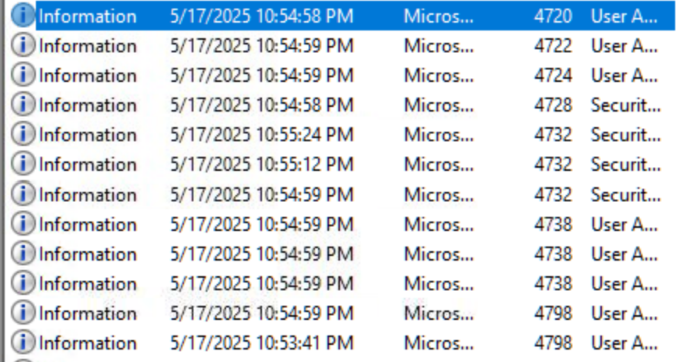 Information 5/17/2025 10:54:58 PM Micros... 4720 User A...
Information 5/17/2025 10:54:59 PM Micros... 4722 User A...
Information 5/17/2025 10:54:59 PM Micros... 4724 User A...
Information 5/17/2025 10:54:58 PM Micros... 4728 Securit...
Information 5/17/2025 10:55:24 PM Micros... 4732 Securit...
Information 5/17/2025 10:55:12 PM Micros... 4732 Securit...
Information 5/17/2025 10:54:59 PM Micros... 4732 Securit...
Information 5/17/2025 10:54:59 PM Micros... 4738 User A...
Information 5/17/2025 10:54:59 PM Micros... 4738 User A...
Information 5/17/2025 10:54:59 PM Micros... 4738 User A...
Information 5/17/2025 10:54:59 PM Micros... 4798 User A...
Information 5/17/2025 10:53:41 PM Micros... 4798 User A...